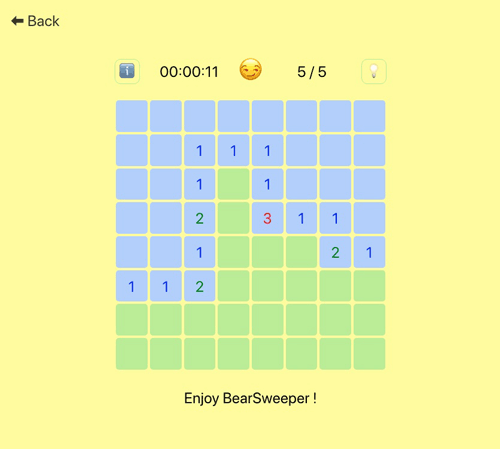 ⬅ Back
00:00:11 5 / 5
1 1 1
1 1
2 3 1 1
1 2 1
1 1 2
Enjoy BearSweeper !